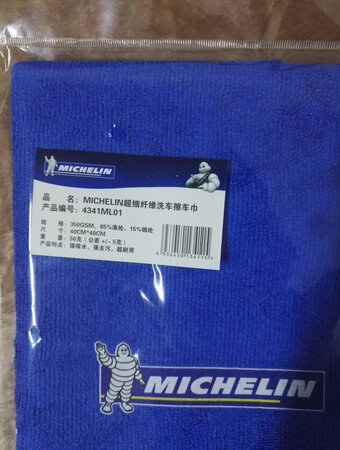 MICHELIN
品 名：MICHELIN超细纤维洗车擦车巾
产品编号：4341ML01
规 格：350GSM，85%涤纶，15%锦纶
尺 寸：40CM*40CM
重 量：56克（公差 +/-5克）
产品特点：强吸水，强去污，超耐用
6 936450 134115
MICHELIN